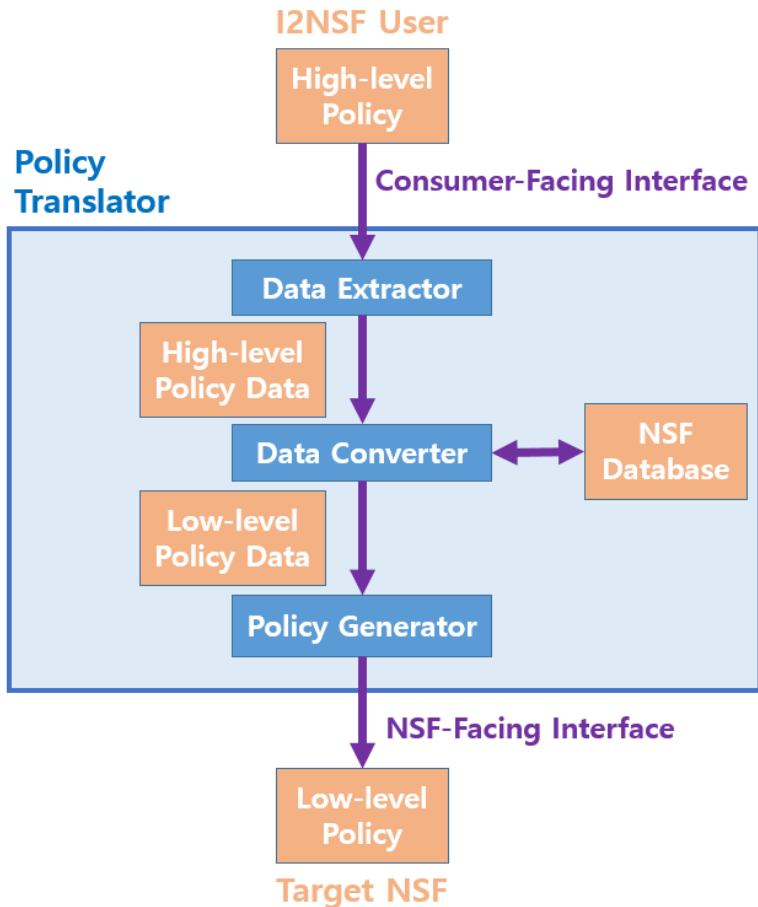 I2NSF User
High-level
Policy
Consumer-Facing Interface
Policy
Translator
Data Extractor
High-level
Policy Data
Data Converter
NSF
Database
Low-level
Policy Data
Policy Generator
NSF-Facing Interface
Low-level
Policy
Target NSF